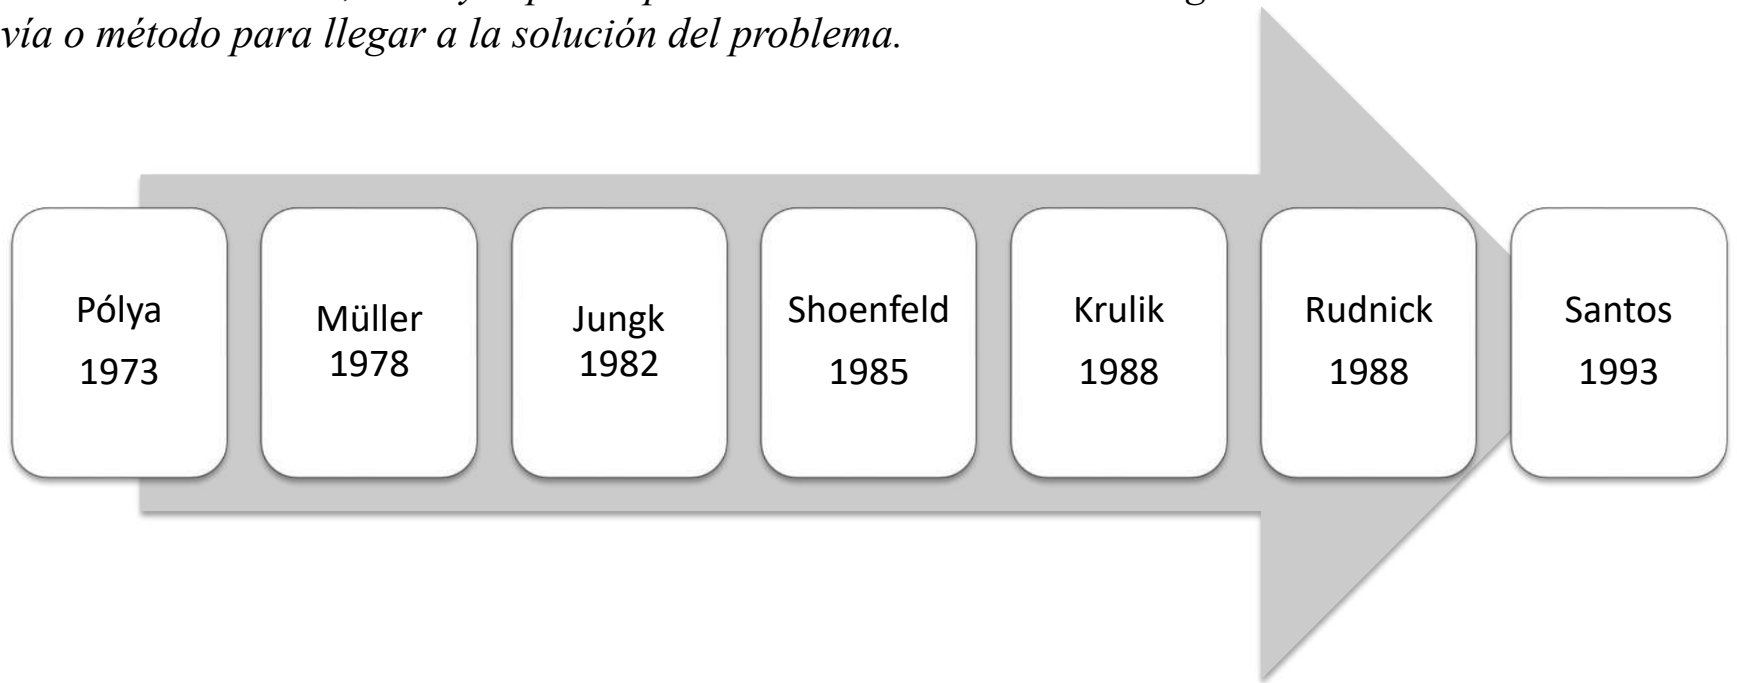 vía o método para llegar a la solución del problema.
Pólya
1973
Müller
1978
Jungk
1982
Shoenfeld
1985
Krulik
1988
Rudnick
1988
Santos
1993